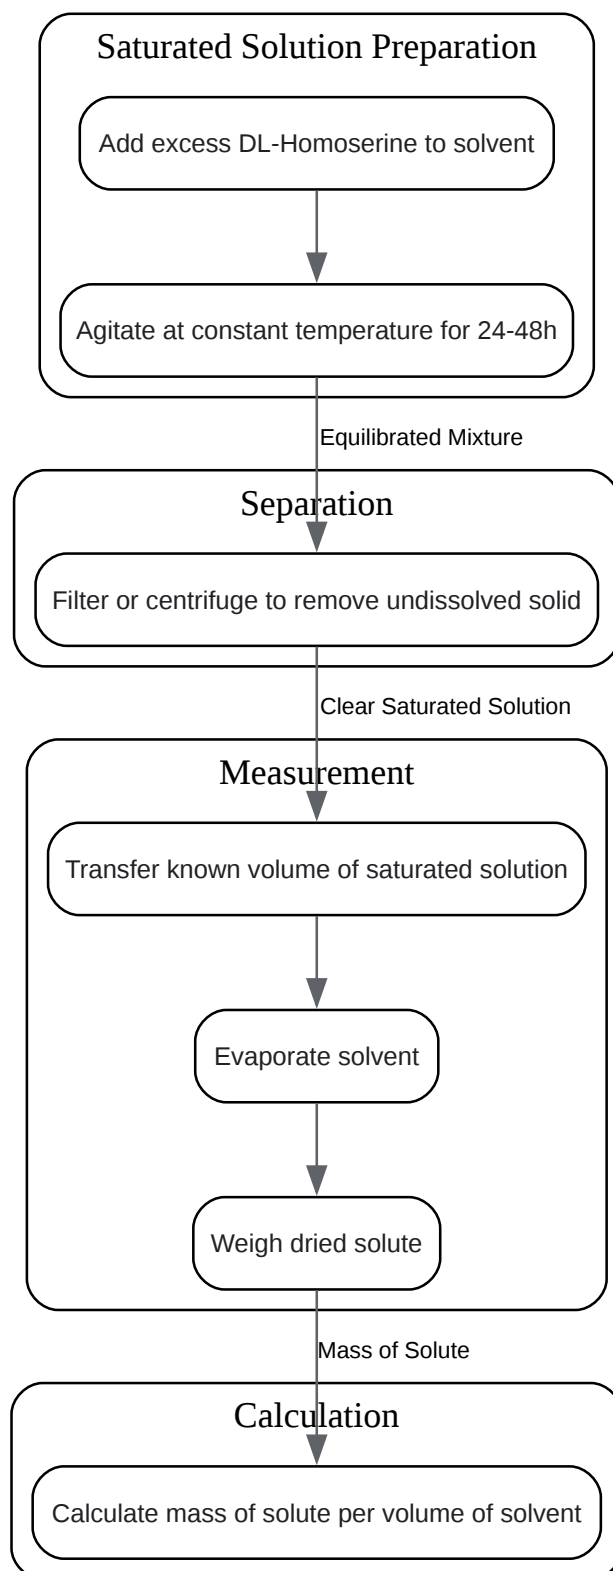 Saturated Solution Preparation
Add excess DL-Homoserine to solvent
Agitate at constant temperature for 24-48h
Equilibrated Mixture
Separation
Filter or centrifuge to remove undissolved solid
Clear Saturated Solution
Measurement
Transfer known volume of saturated solution
Evaporate solvent
Weigh dried solute
Mass of Solute
Calculation
Calculate mass of solute per volume of solvent